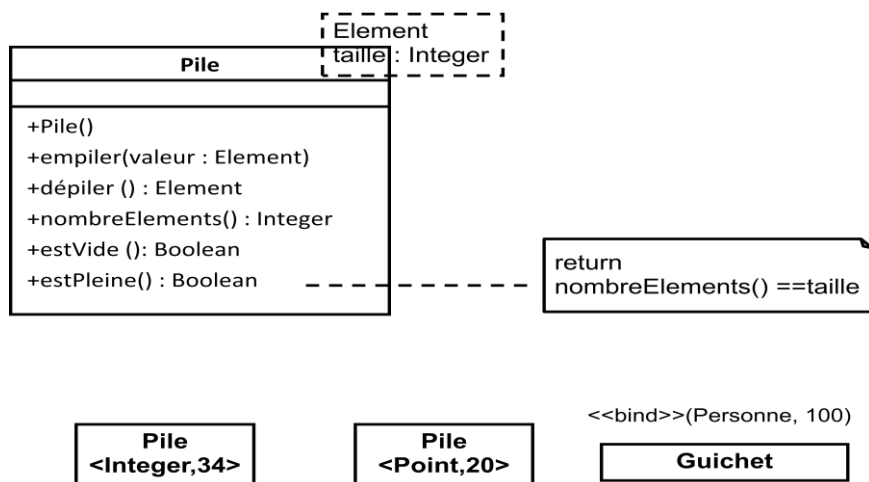 Element
taille : Integer
Pile
+Pile()
+empiler(valeur : Element)
+dépiler () : Element
+nombreElements() : Integer
+estVide (): Boolean
+estPleine() : Boolean
return
nombreElements() ==taille
Pile
<Integer,34>
Pile
<Point,20>
<<bind>>(Personne, 100)
Guichet